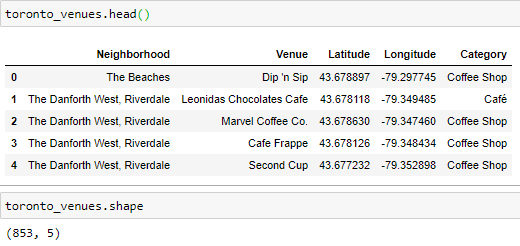 toronto_venues.head()
Neighborhood Venue Latitude Longitude Category
0 The Beaches Dip 'n Sip 43.678897 -79.297745 Coffee Shop
1 The Danforth West, Riverdale Leonidas Chocolates Cafe 43.678118 -79.349485 Café
2 The Danforth West, Riverdale Marvel Coffee Co. 43.678630 -79.347460 Coffee Shop
3 The Danforth West, Riverdale Cafe Frappe 43.678126 -79.348434 Coffee Shop
4 The Danforth West, Riverdale Second Cup 43.677232 -79.352898 Coffee Shop
toronto_venues.shape
(853, 5)